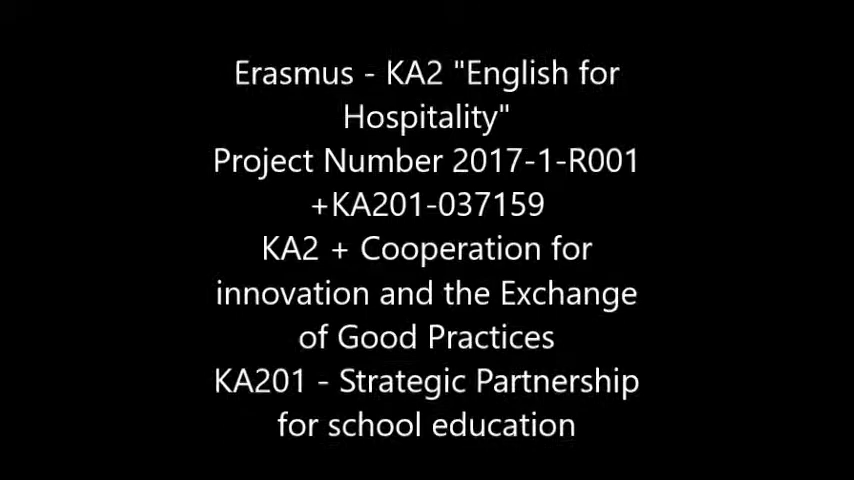 Erasmus - KA2 "English for
Hospitality"
Project Number 2017-1-R001
+KA201-037159
KA2 + Cooperation for
innovation and the Exchange
of Good Practices
KA201 - Strategic Partnership
for school education